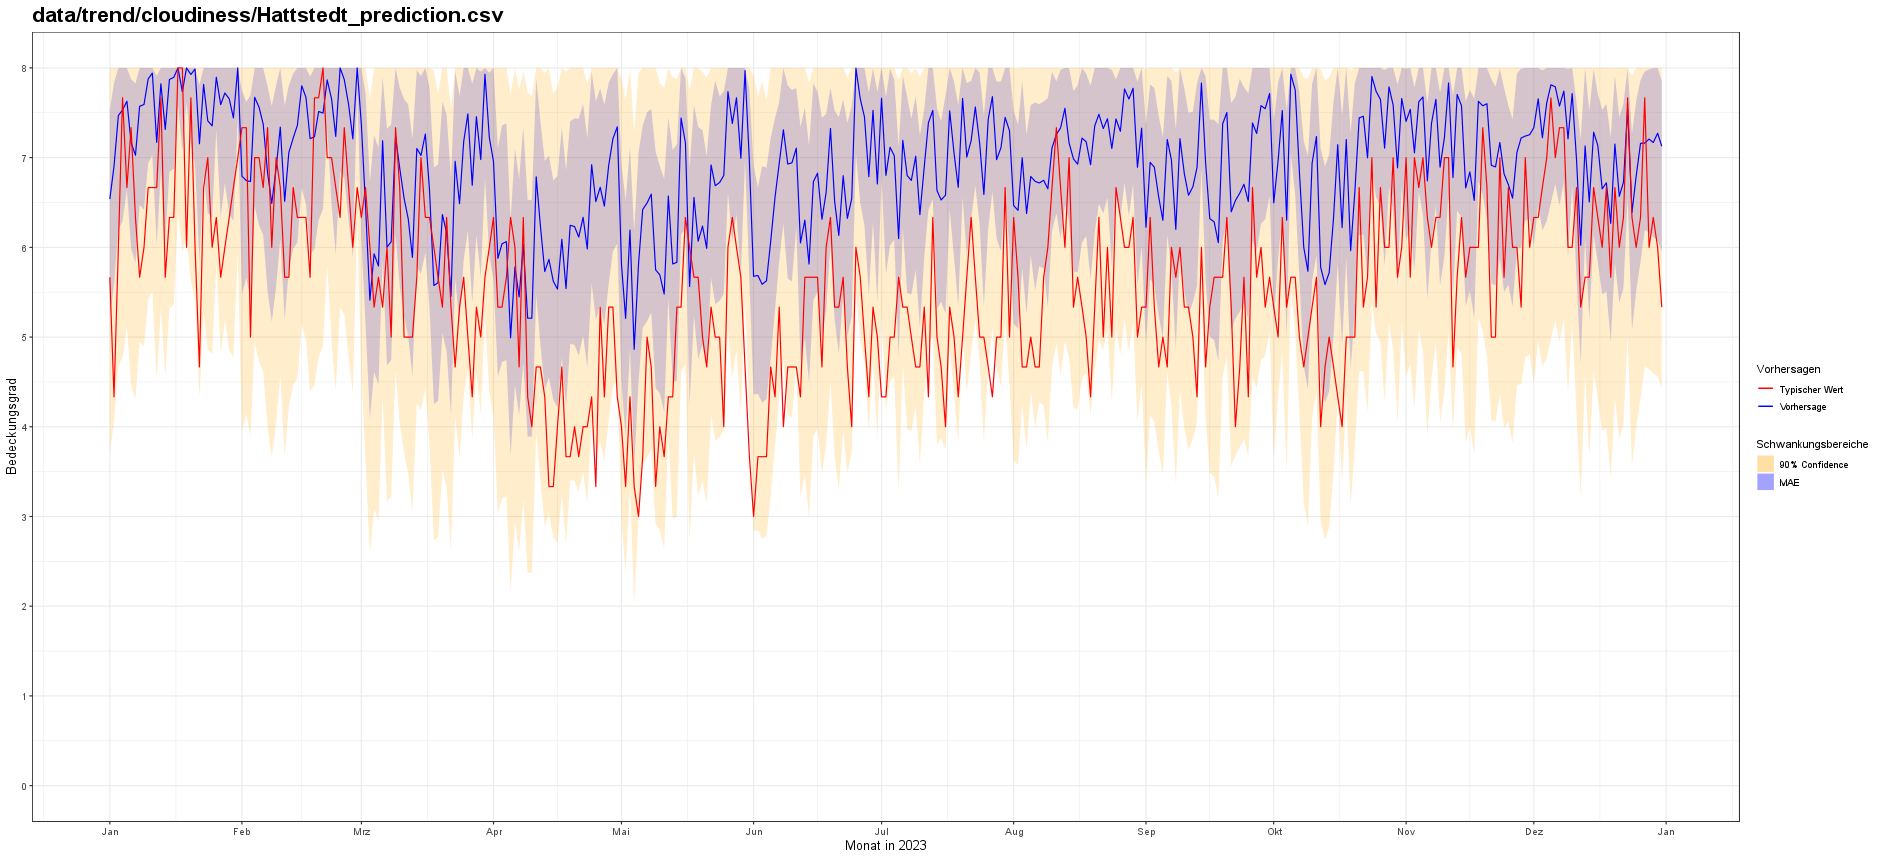 data/trend/cloudiness/Hattstedt_prediction.csv
8
7
6
5
4
3
2
1
0
Bedeckungsgrad
Jan Feb Mrz Apr Mai Jun Jul Aug Sep Okt Nov Dez Jan
Monat in 2023
Vorhersagen
Typischer Wert
Vorhersage
Schwankungsbereiche
90% Confidence
MAE